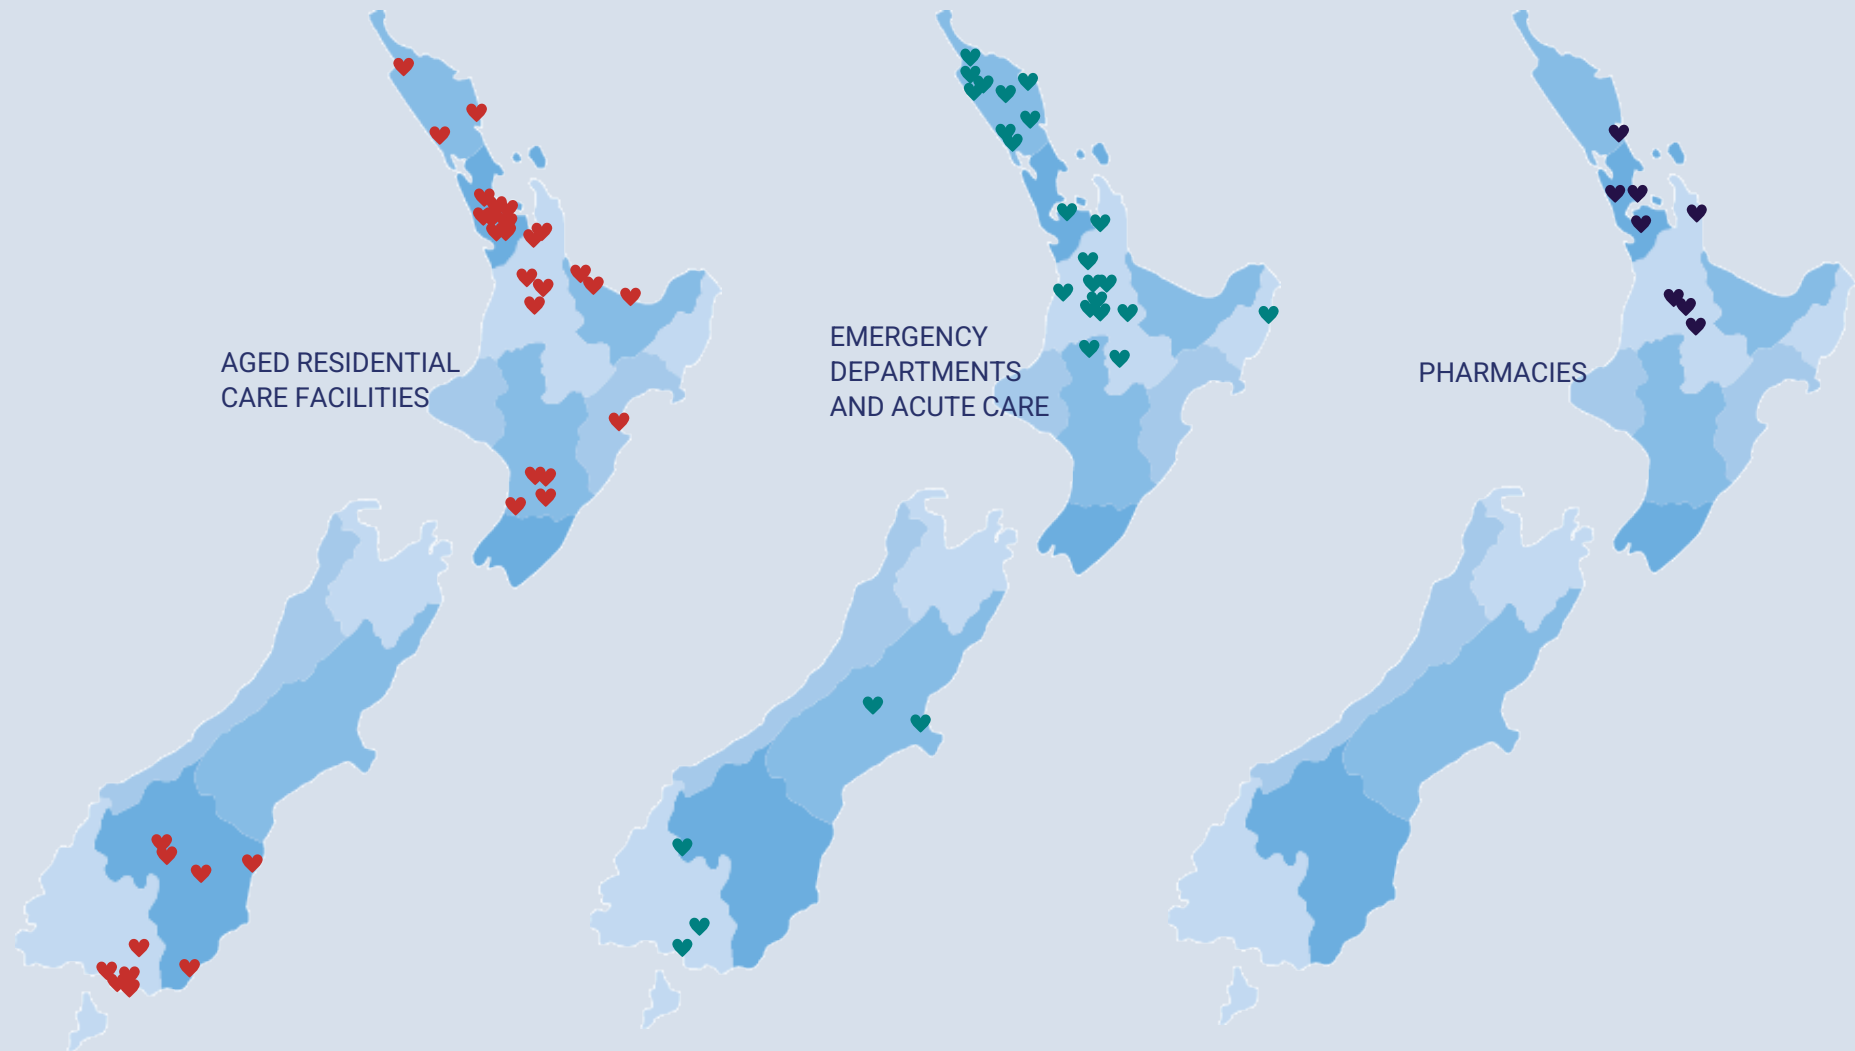 AGED RESIDENTIAL
CARE FACILITIES
EMERGENCY
DEPARTMENTS
AND ACUTE CARE
PHARMACIES